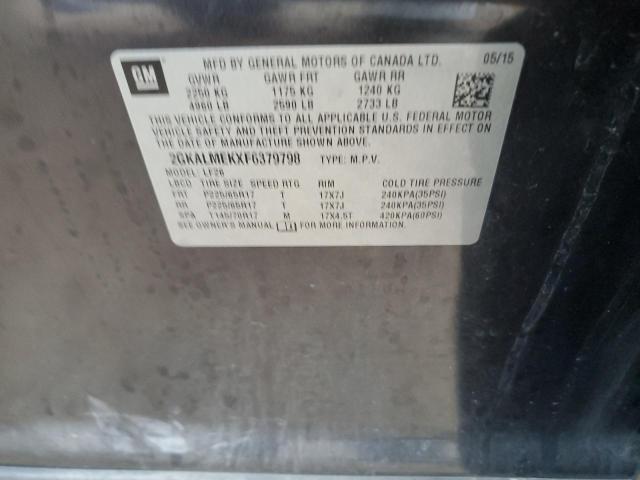 GM
MFD BY GENERAL MOTORS OF CANADA LTD. 05/15
GVWR GAWR FRT GAWR RR
2250 KG 1175 KG 1240 KG
4960 LB 2590 LB 2733 LB
THIS VEHICLE CONFORMS TO ALL APPLICABLE U.S. FEDERAL MOTOR
VEHICLE SAFETY AND THEFT PREVENTION STANDARDS IN EFFECT ON
THE DATE OF MANUFACTURE SHOWN ABOVE.
2GKALMEKXF6379798 TYPE: M.P.V.
MODEL: LF26
LOCD TIRE SIZE SPEED RTG RIM COLD TIRE PRESSURE
FRT P225/65R17 T 17X7J 240KPA(35PSI)
RR P225/65R17 T 17X7J 240KPA(35PSI)
SPA T145/70R17 M 17X4.5T 420KPA(60PSI)
SEE OWNER'S MANUAL FOR MORE INFORMATION.